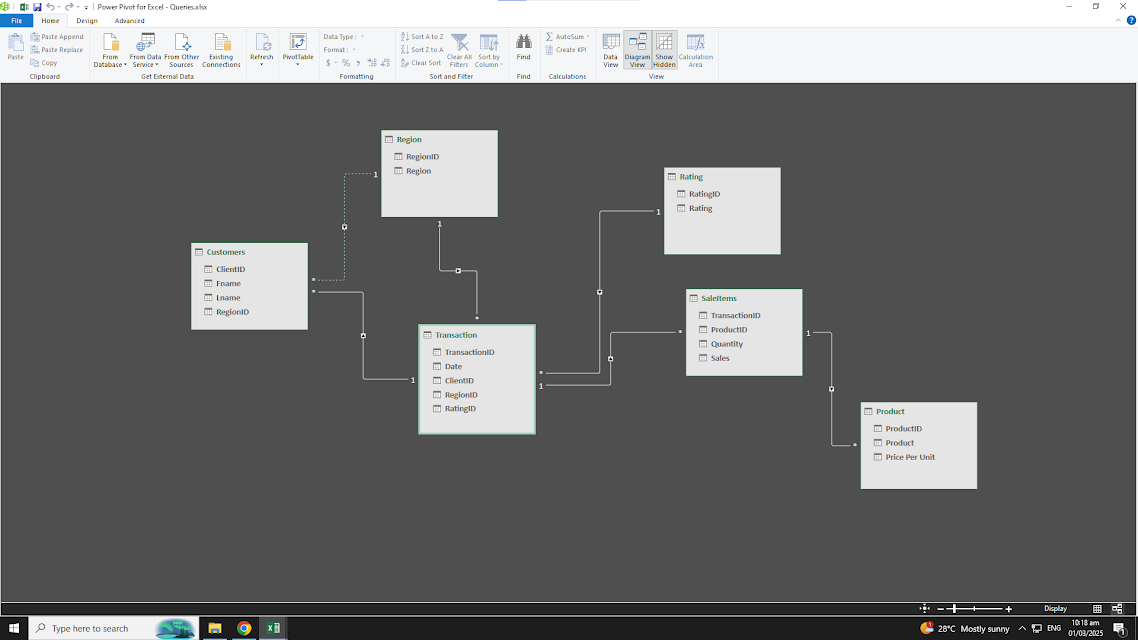 Power Pivot for Excel - Queries.xlsx
File Home Design Advanced
Paste
Paste Append
Paste Replace
Copy
Clipboard
From Database
From Data Service
From Other Sources
Existing Connections
Get External Data
Refresh
PivotTable
Data Type :
Format :
$ % ,
Formatting
Sort A to Z
Sort Z to A
Clear Sort
Clear All Filters
Sort by Column
Sort and Filter
Find
Find
AutoSum
Create KPI
Calculations
Data View
Diagram View
Show Hidden
Calculation Area
View
Region
RegionID
Region
1
1
Rating
RatingID
Rating
1
Customers
ClientID
Fname
Lname
RegionID
*
*
Transaction
TransactionID
Date
ClientID
RegionID
RatingID
*
1
*
1
SaleItems
TransactionID
ProductID
Quantity
Sales
*
1
Product
ProductID
Product
Price Per Unit
*
Display
Type here to search
28°C Mostly sunny
ENG
10:18 am
01/03/2025
1